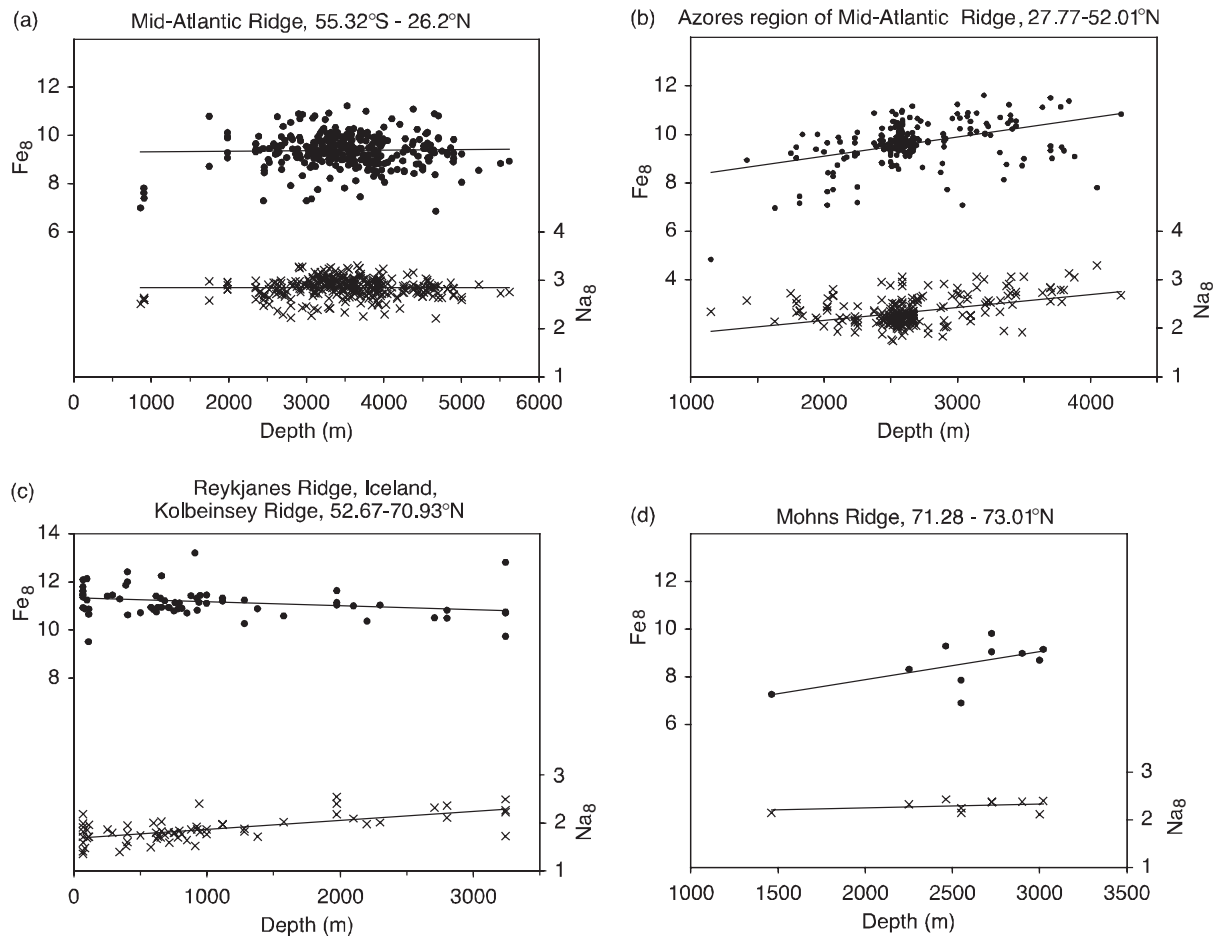 (a)
Mid-Atlantic Ridge, 55.32°S - 26.2°N
12
10
8
6
Fe8
4
3
2
1
Na8
0 1000 2000 3000 4000 5000 6000
Depth (m)
(b)
Azores region of Mid-Atlantic Ridge, 27.77-52.01°N
12
10
8
6
4
Fe8
4
3
2
1
Na8
1000 2000 3000 4000
Depth (m)
(c)
Reykjanes Ridge, Iceland,
Kolbeinsey Ridge, 52.67-70.93°N
14
12
10
8
Fe8
3
2
1
Na8
0 1000 2000 3000
Depth (m)
(d)
Mohns Ridge, 71.28 - 73.01°N
12
10
8
6
Fe8
3
2
1
Na8
1000 1500 2000 2500 3000 3500
Depth (m)